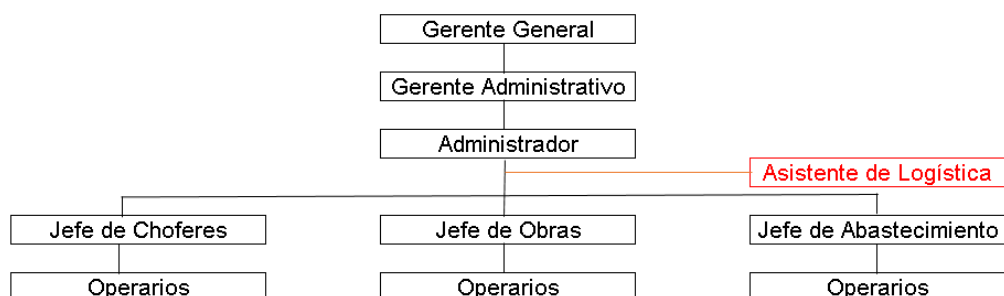 Gerente General
Gerente Administrativo
Administrador
Asistente de Logística
Jefe de Choferes
Jefe de Obras
Jefe de Abastecimiento
Operarios
Operarios
Operarios